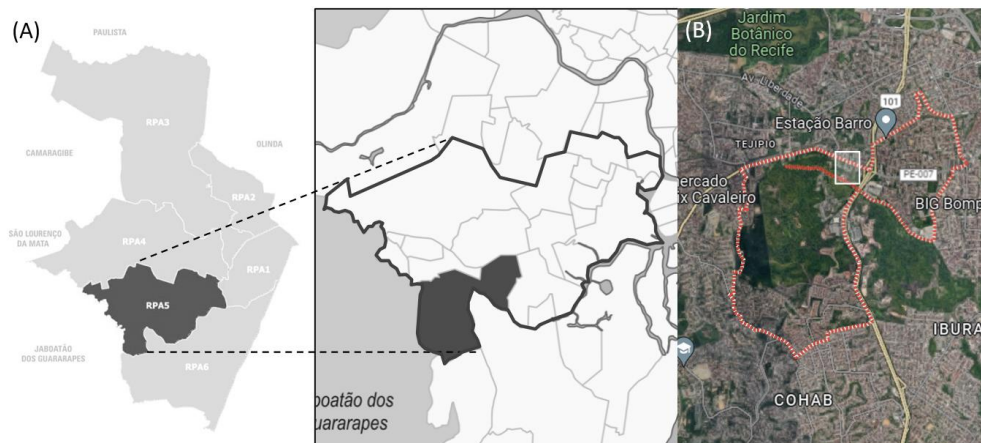 (A)
PAULISTA
RPA3
CAMARAGIBE
OLINDA
RPA2
SÃO LOURENÇO
DA MATA
RPA4
RPA1
RPA5
JABOATÃO
DOS GUARARAPES
RPA6
boatão dos
uararapes
(B)
Jardim
Botânico
do Recife
Av. Liberdade
101
Estação Barro
TEJIPIÓ
PE-007
ercado
ix Cavaleiro
BIG Bomp
IBURA
COHAB